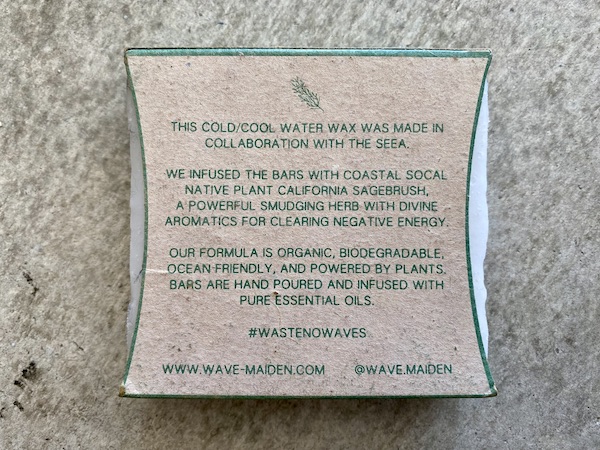 THIS COLD/COOL WATER WAX WAS MADE IN
COLLABORATION WITH THE SEEA.
WE INFUSED THE BARS WITH COASTAL SOCAL
NATIVE PLANT CALIFORNIA SAGEBRUSH,
A POWERFUL SMUDGING HERB WITH DIVINE
AROMATICS FOR CLEARING NEGATIVE ENERGY.
OUR FORMULA IS ORGANIC, BIODEGRADABLE,
OCEAN-FRIENDLY, AND POWERED BY PLANTS.
BARS ARE HAND POURED AND INFUSED WITH
PURE ESSENTIAL OILS.
#WASTENOWAVES
WWW.WAVE-MAIDEN.COM @WAVE.MAIDEN